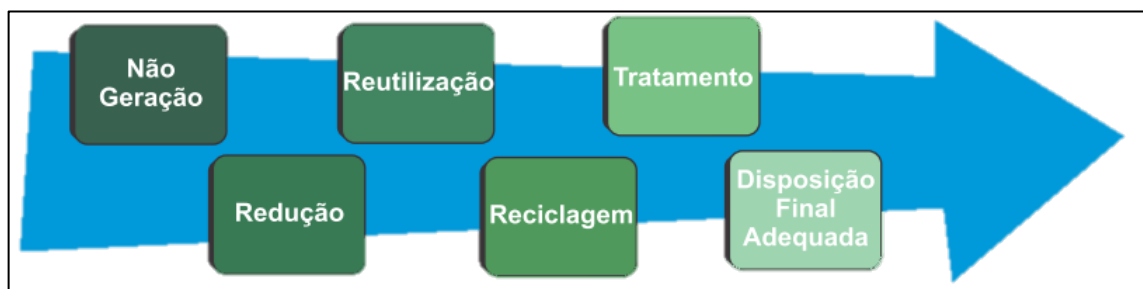 Não
Geração
Redução
Reutilização
Reciclagem
Tratamento
Disposição
Final
Adequada